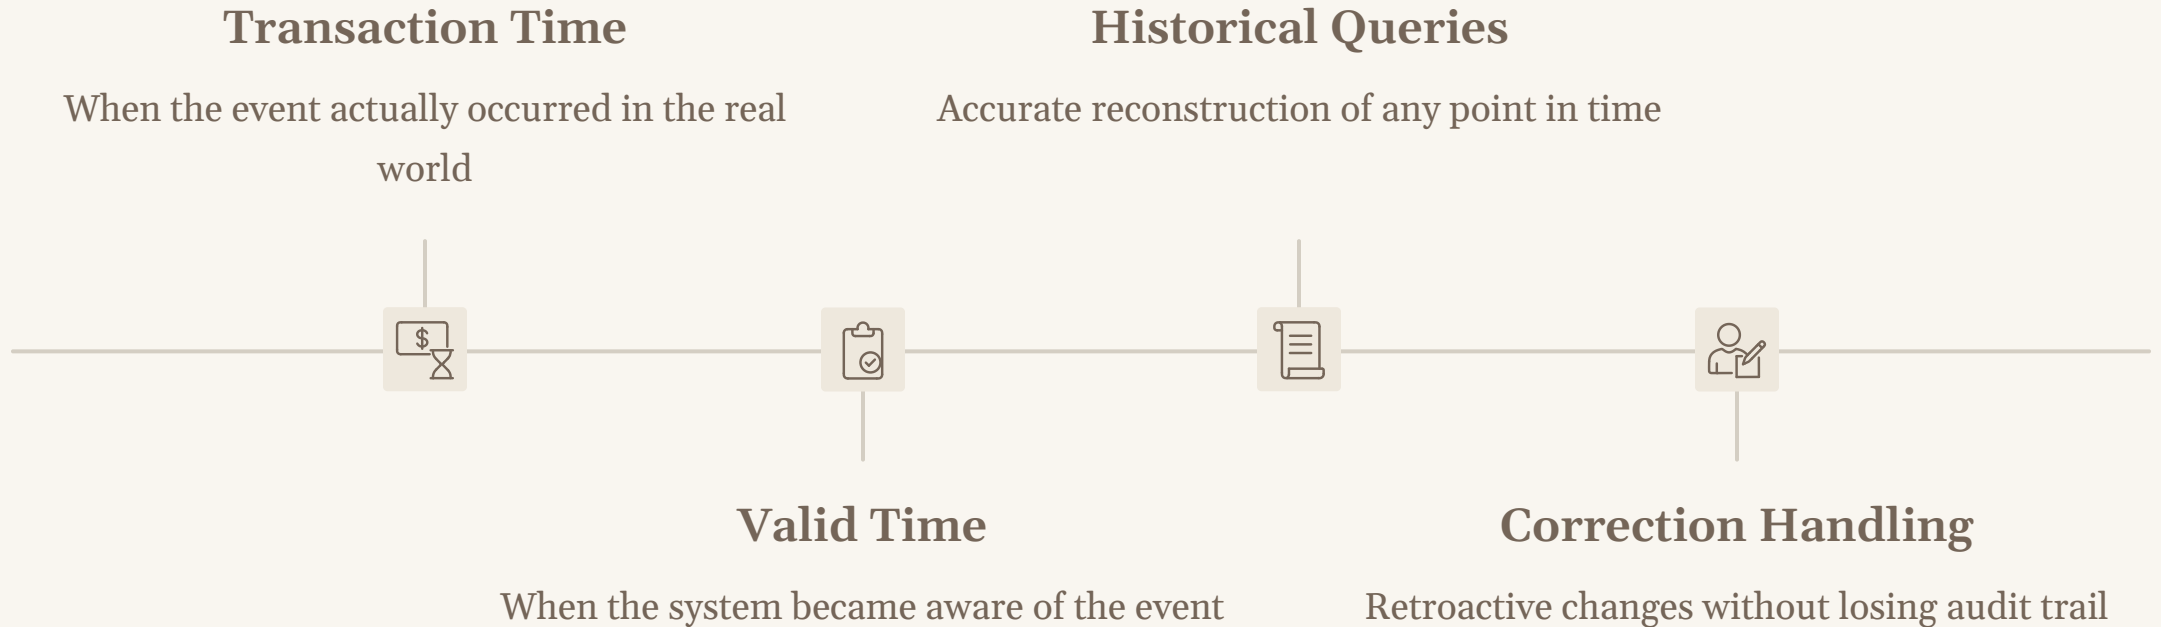 Transaction Time
When the event actually occurred in the real
world
Valid Time
When the system became aware of the event
Historical Queries
Accurate reconstruction of any point in time
Correction Handling
Retroactive changes without losing audit trail
$